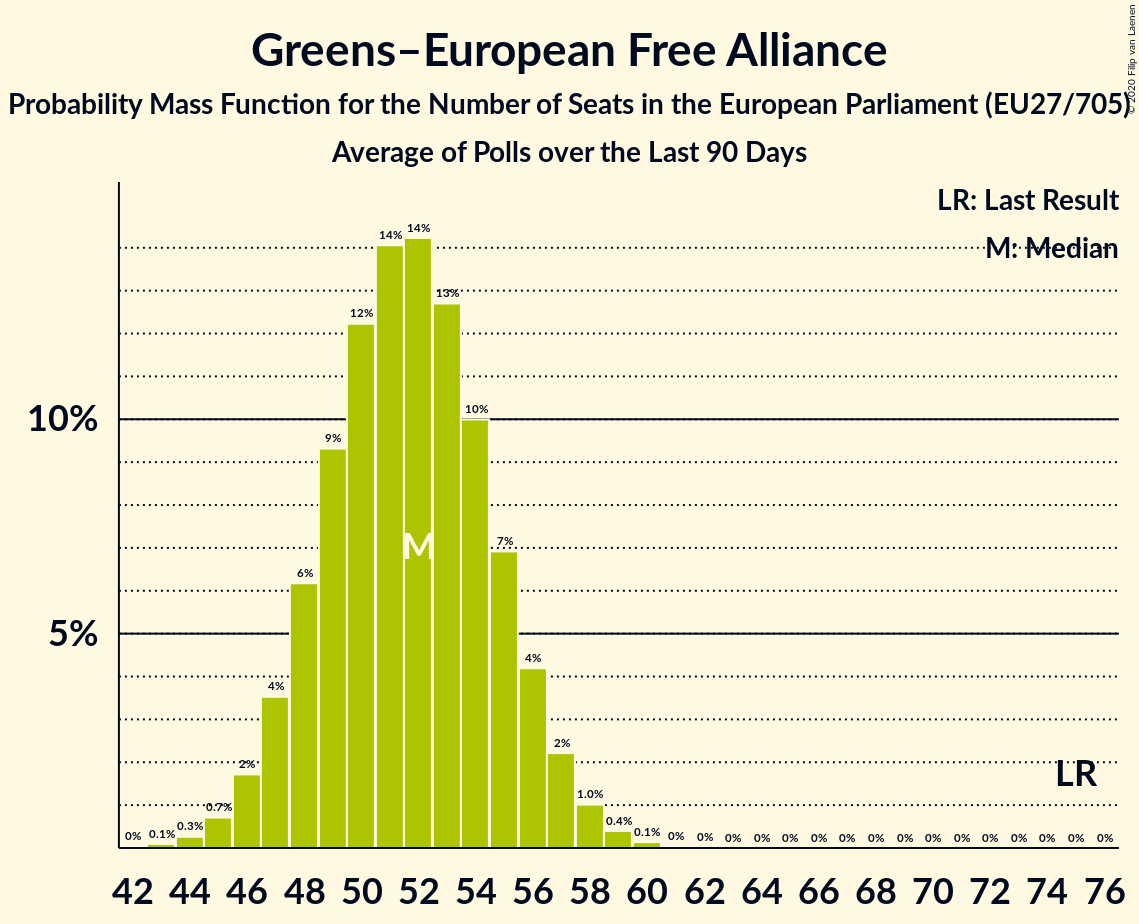 Greens–European Free Alliance
Probability Mass Function for the Number of Seats in the European Parliament (EU27/705)
Average of Polls over the Last 90 Days
© 2020 Filip van Laenen
LR: Last Result
M: Median
10%
5%
0% 0.1% 0.3% 0.7% 2% 4% 6% 9% 12% 14% 14% 13% 10% 7% 4% 2% 1.0% 0.4% 0.1% 0% 0% 0% 0% 0% 0% 0% 0% 0% 0% 0% 0% 0% 0% 0% 0%
M
LR
42 44 46 48 50 52 54 56 58 60 62 64 66 68 70 72 74 76